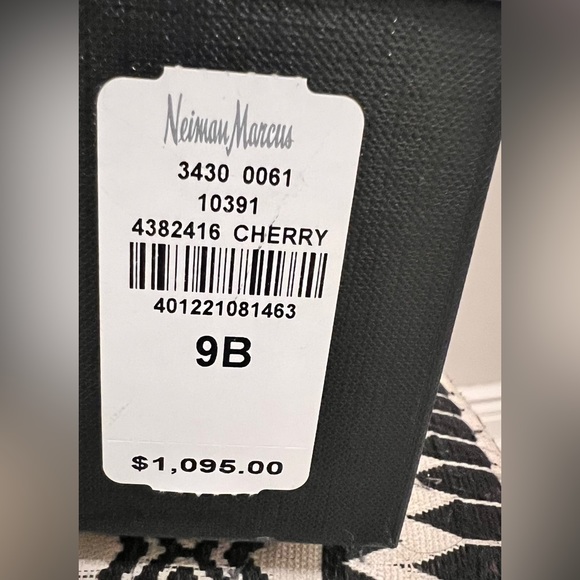 Neiman Marcus
3430 0061
10391
4382416 CHERRY
401221081463
9B
$1,095.00